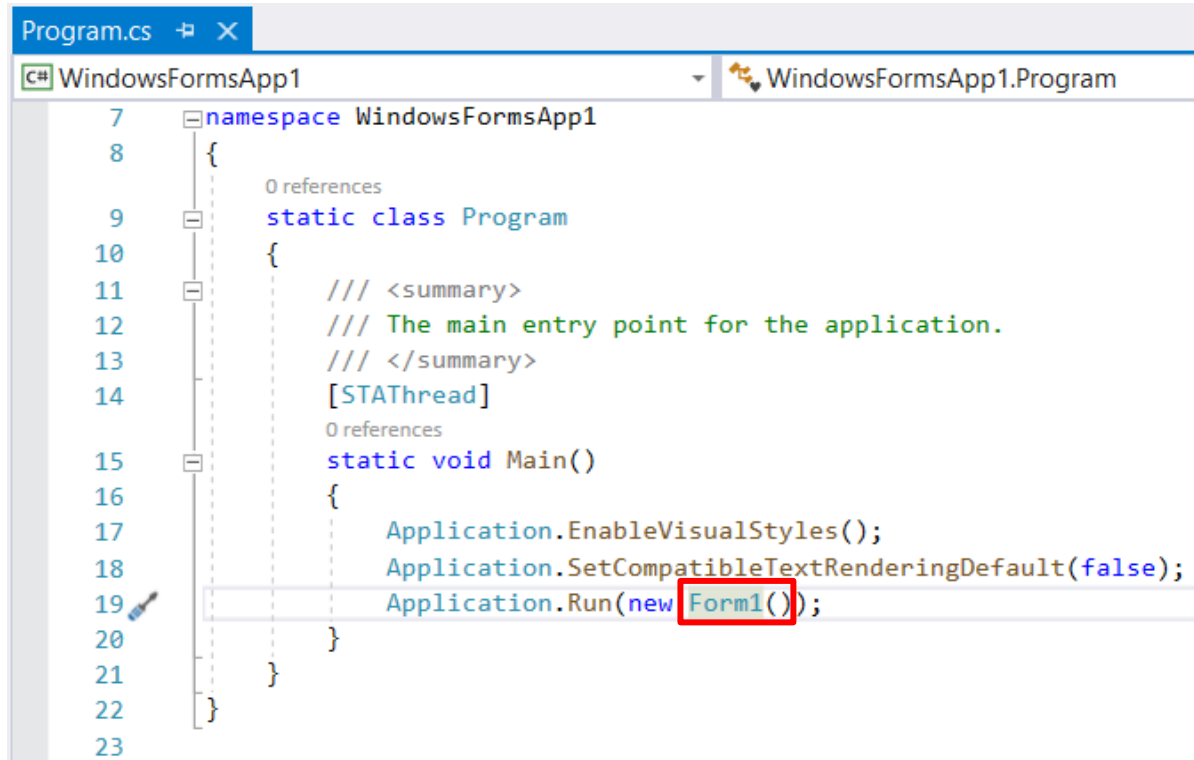 Program.cs
C# WindowsFormsApp1 WindowsFormsApp1.Program
7 namespace WindowsFormsApp1
8 {
0 references
9 static class Program
10 {
11 /// <summary>
12 /// The main entry point for the application.
13 /// </summary>
14 [STAThread]
0 references
15 static void Main()
16 {
17 Application.EnableVisualStyles();
18 Application.SetCompatibleTextRenderingDefault(false);
19 Application.Run(new Form1());
20 }
21 }
22 }
23